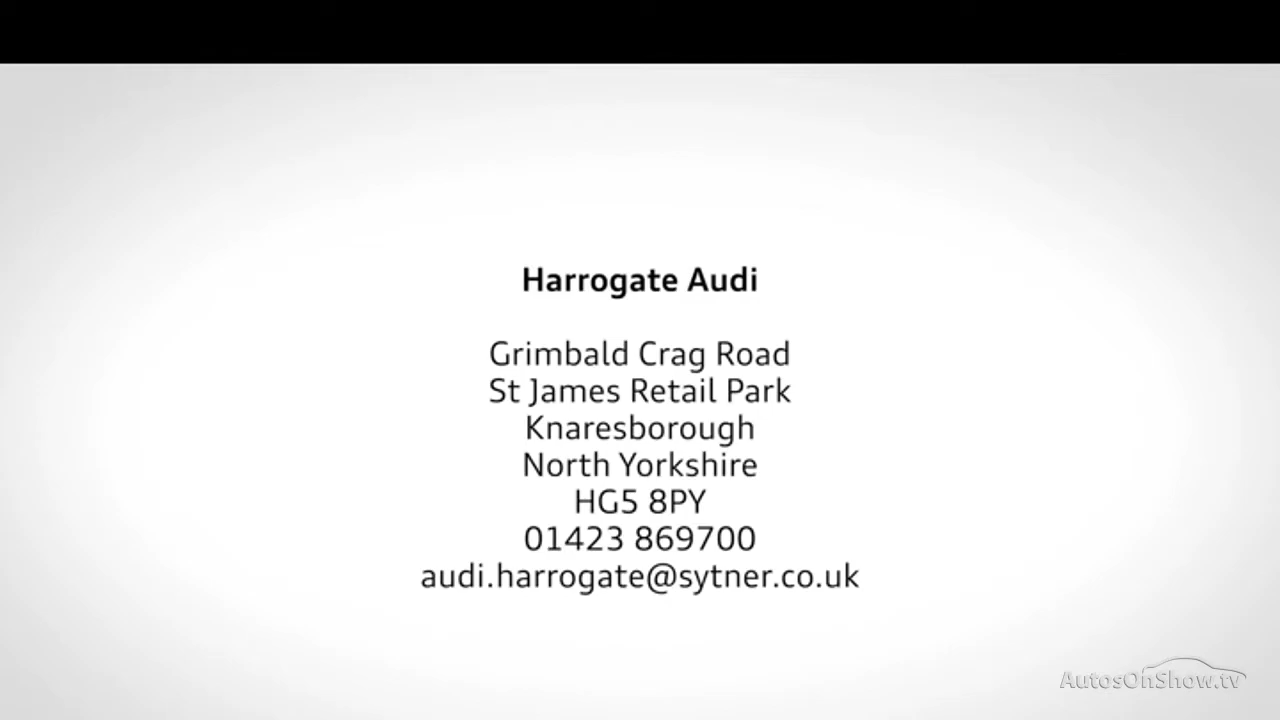 Harrogate Audi
Grimbald Crag Road
St James Retail Park
Knaresborough
North Yorkshire
HG5 8PY
01423 869700
audi.harrogate@sytner.co.uk
AutosOnShow.tv